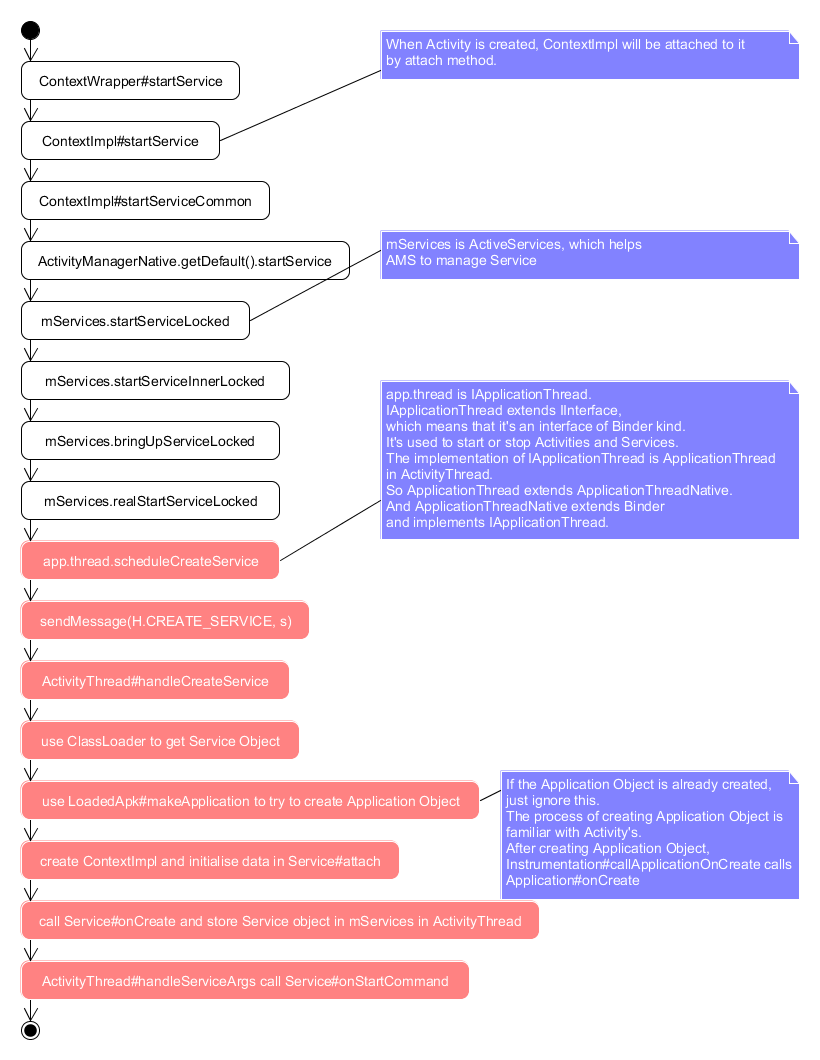 When Activity is created, ContextImpl will be attached to it
by attach method.
ContextWrapper#startService
ContextImpl#startService
ContextImpl#startServiceCommon
mServices is ActiveServices, which helps
AMS to manage Service
ActivityManagerNative.getDefault().startService
mServices.startServiceLocked
mServices.startServiceInnerLocked
app.thread is IApplicationThread.
IApplicationThread extends IInterface,
which means that it's an interface of Binder kind.
It's used to start or stop Activities and Services.
The implementation of IApplicationThread is ApplicationThread
in ActivityThread.
So ApplicationThread extends ApplicationThreadNative.
And ApplicationThreadNative extends Binder
and implements IApplicationThread.
mServices.bringUpServiceLocked
mServices.realStartServiceLocked
app.thread.scheduleCreateService
sendMessage(H.CREATE_SERVICE, s)
ActivityThread#handleCreateService
use ClassLoader to get Service Object
use LoadedApk#makeApplication to try to create Application Object
If the Application Object is already created,
just ignore this.
The process of creating Application Object is
familiar with Activity's.
After creating Application Object,
Instrumentation#callApplicationOnCreate calls
Application#onCreate
create ContextImpl and initialise data in Service#attach
call Service#onCreate and store Service object in mServices in ActivityThread
ActivityThread#handleServiceArgs call Service#onStartCommand